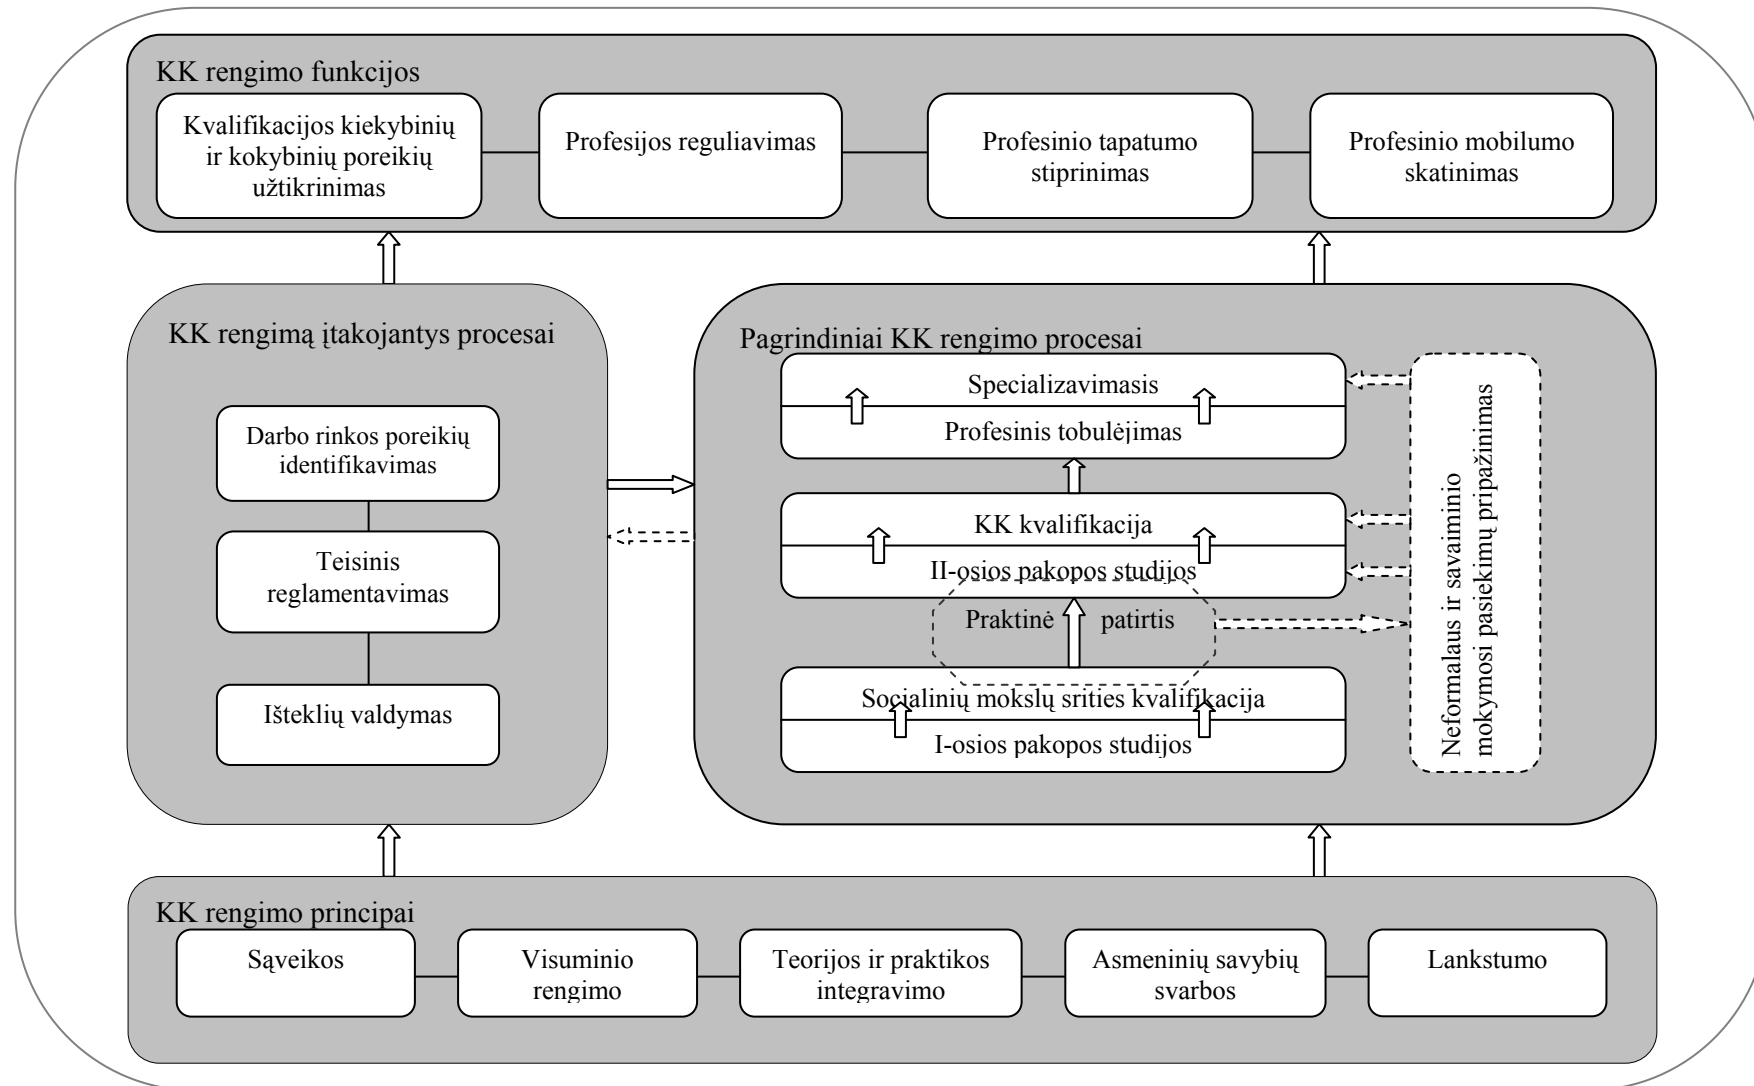 KK rengimo funkcijos
Kvalifikacijos kiekybinių
ir kokybinių poreikių
užtikrinimas
Profesijos reguliavimas
Profesinio tapatumo
stiprinimas
Profesinio mobilumo
skatinimas
KK rengimą įtakojantys procesai
Darbo rinkos poreikių
identifikavimas
Teisinis
reglamentavimas
Išteklių valdymas
Pagrindiniai KK rengimo procesai
Specializavimasis
Profesinis tobulėjimas
KK kvalifikacija
II-osios pakopos studijos
Praktinė patirtis
Socialinių mokslų srities kvalifikacija
I-osios pakopos studijos
Neformalaus ir savaiminio
mokymosi pasiekimų pripažinimas
KK rengimo principai
Sąveikos
Visuminio
rengimo
Teorijos ir praktikos
integravimo
Asmeninių savybių
svarbos
Lankstumo